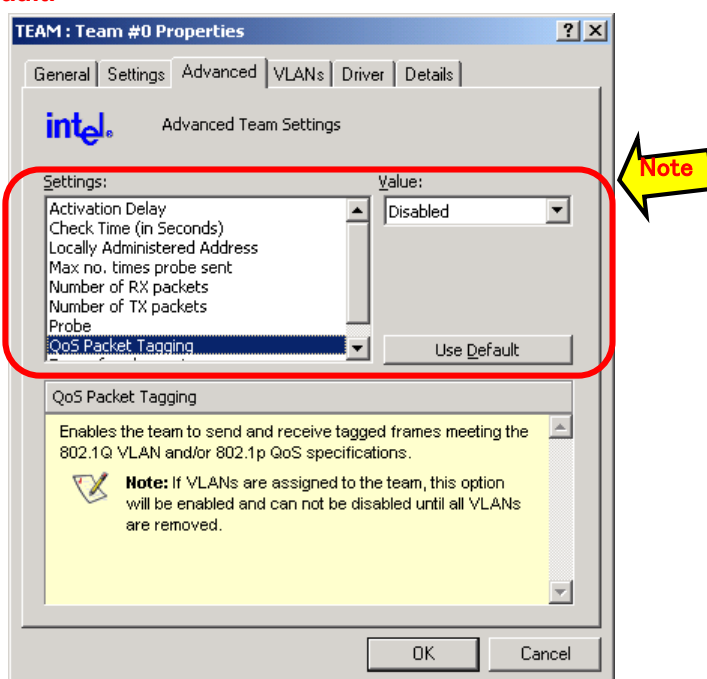 TEAM : Team #0 Properties
General Settings Advanced VLANs Driver Details
intel® Advanced Team Settings
Note
Settings: Value:
Activation Delay Disabled
Check Time (in Seconds)
Locally Administered Address
Max no. times probe sent
Number of RX packets
Number of TX packets
Probe
QoS Packet Tagging Use Default
QoS Packet Tagging
Enables the team to send and receive tagged frames meeting the
802.1Q VLAN and/or 802.1p QoS specifications.
Note: If VLANs are assigned to the team, this option
will be enabled and can not be disabled until all VLANs
are removed.
OK Cancel